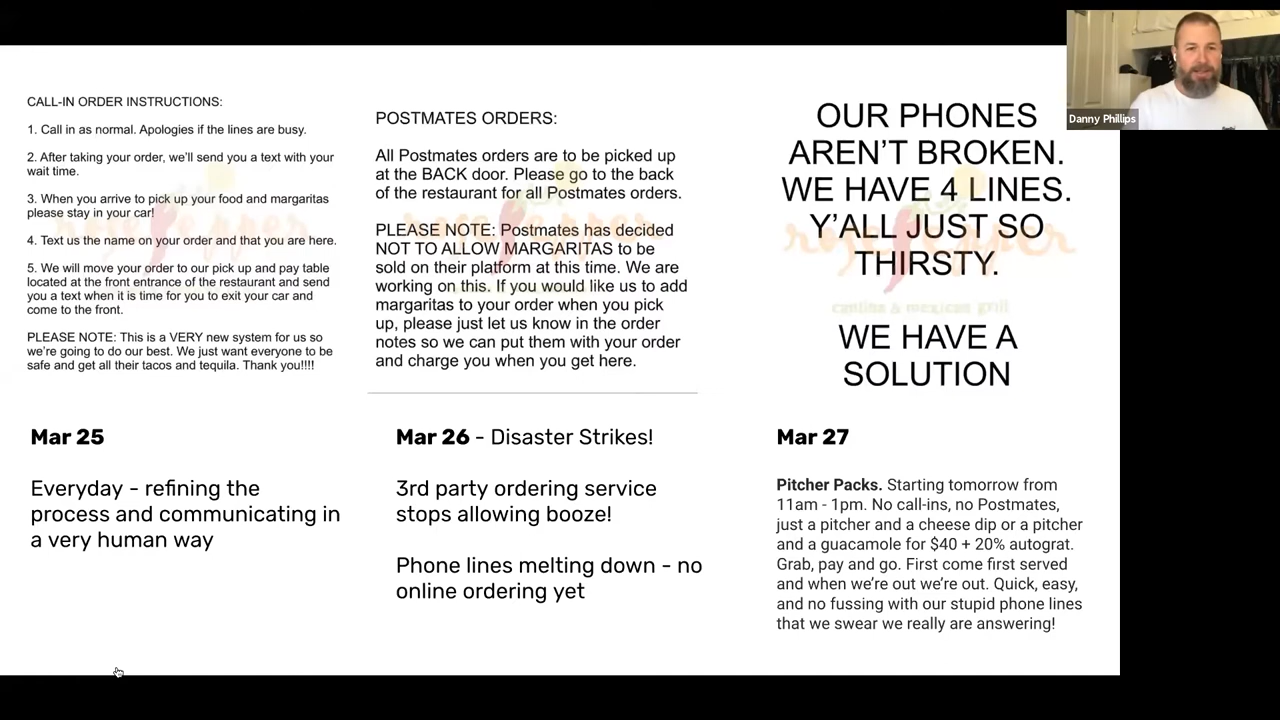 CALL-IN ORDER INSTRUCTIONS:
1. Call in as normal. Apologies if the lines are busy.
2. After taking your order, we'll send you a text with your
wait time.
3. When you arrive to pick up your food and margaritas
please stay in your car!
4. Text us the name on your order and that you are here.
5. We will move your order to our pick up and pay table
located at the front entrance of the restaurant and send
you a text when it is time for you to exit your car and
come to the front.
PLEASE NOTE: This is a VERY new system for us so
we're going to do our best. We just want everyone to be
safe and get all their tacos and tequila. Thank you!!!!
Mar 25
Everyday - refining the
process and communicating in
a very human way
POSTMATES ORDERS:
All Postmates orders are to be picked up
at the BACK door. Please go to the back
of the restaurant for all Postmates orders.
PLEASE NOTE: Postmates has decided
NOT TO ALLOW MARGARITAS to be
sold on their platform at this time. We are
working on this. If you would like us to add
margaritas to your order when you pick
up, please just let us know in the order
notes so we can put them with your order
and charge you when you get here.
Mar 26 - Disaster Strikes!
3rd party ordering service
stops allowing booze!
Phone lines melting down - no
online ordering yet
OUR PHONES
AREN'T BROKEN.
WE HAVE 4 LINES.
Y'ALL JUST SO
THIRSTY.
cantina & mexican grill
WE HAVE A
SOLUTION
Mar 27
Pitcher Packs. Starting tomorrow from
11am - 1pm. No call-ins, no Postmates,
just a pitcher and a cheese dip or a pitcher
and a guacamole for $40 + 20% autograt.
Grab, pay and go. First come first served
and when we're out we're out. Quick, easy,
and no fussing with our stupid phone lines
that we swear we really are answering!
Danny Phillips